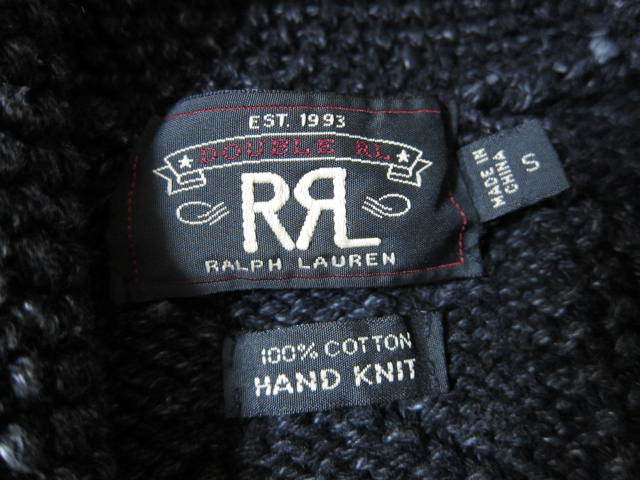 EST. 1993
DOUBLE RL
RRL
RALPH LAUREN
MADE IN
CHINA
S
100% COTTON
HAND KNIT